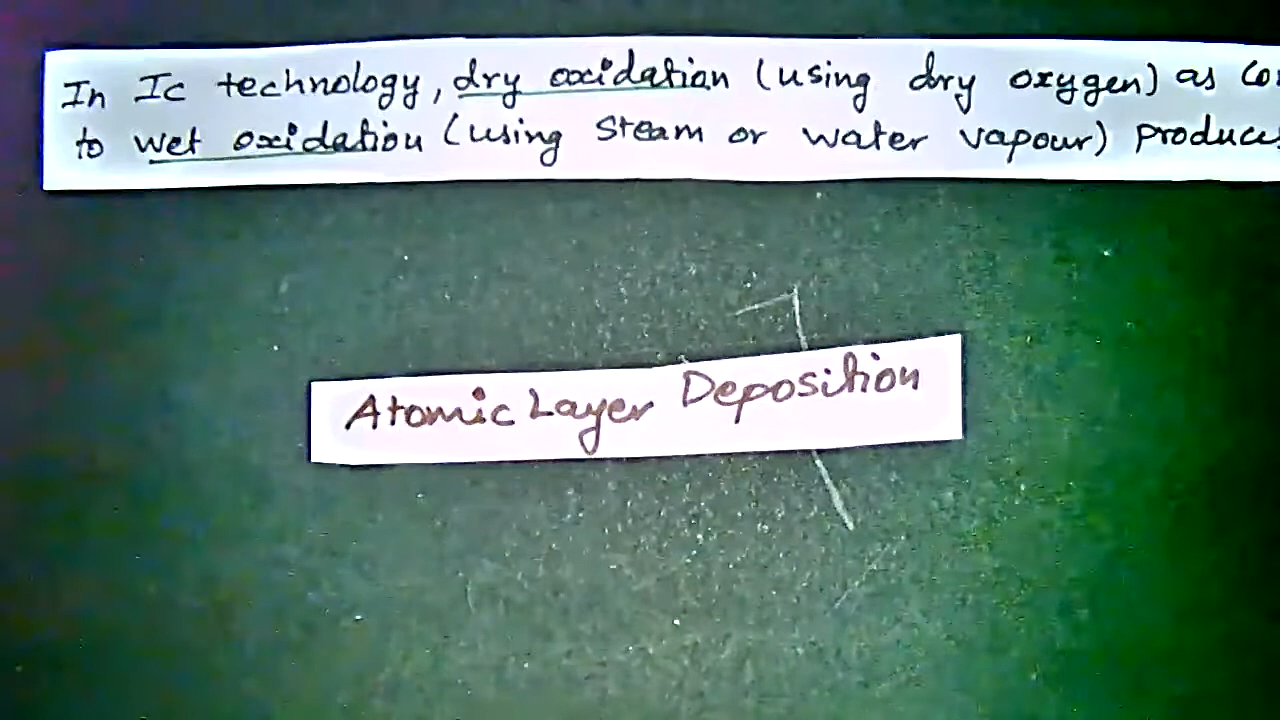 In Ic technology, dry oxidation (using dry oxygen) as
to wet oxidation (using steam or water vapour)
Atomic Layer Deposition